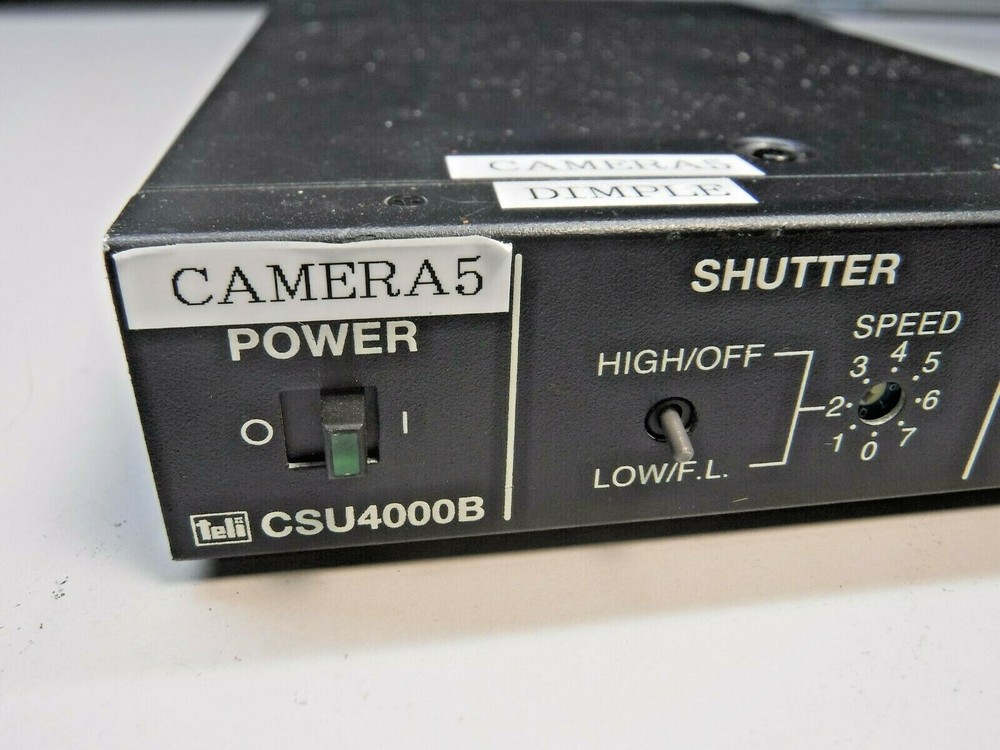 CAMERA5
DIMPLE
CAMERA5
POWER
O I
Teli CSU4000B
SHUTTER
SPEED
HIGH/OFF
LOW/F.L.
0 1 2 3 4 5 6 7